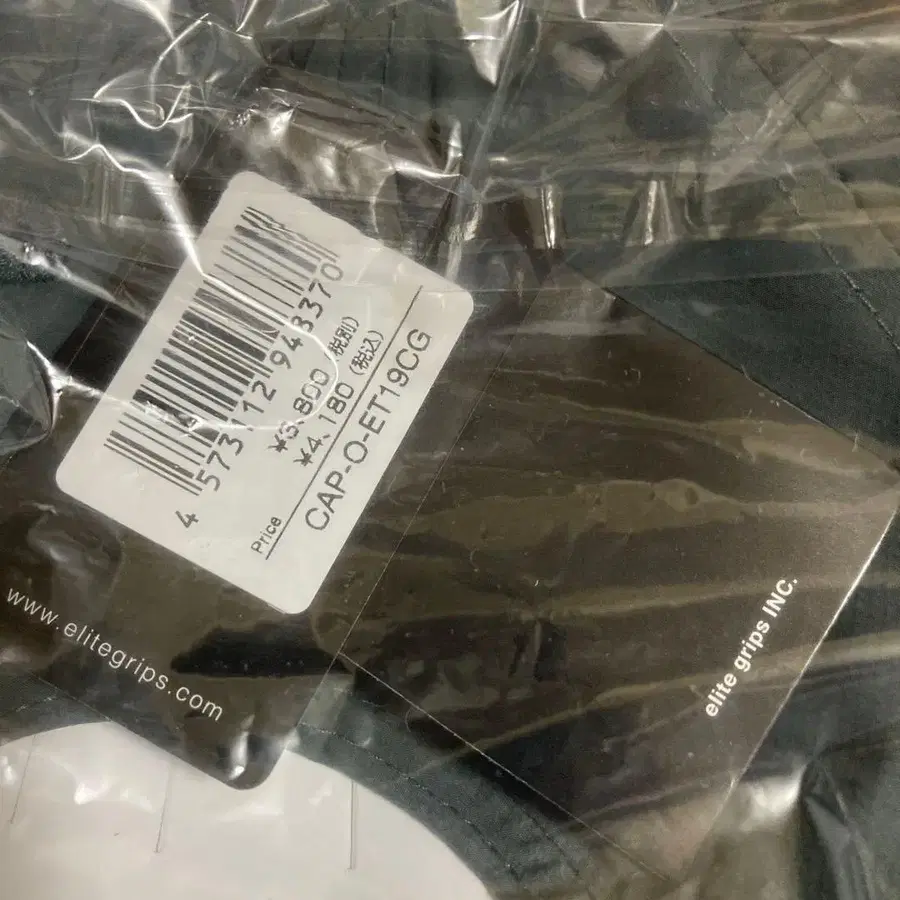 4 573112 948370
¥3,800 (税別)
¥4,180 (税込)
Price
CAP-O-ET19CG
www.elitegrips.com
elite grips INC.